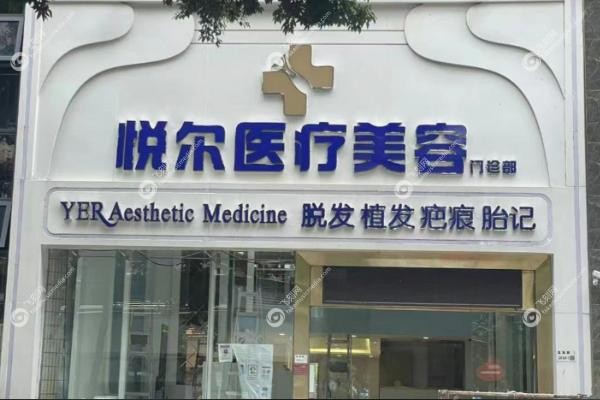 悦尔医疗美容门诊部
YER Aesthetic Medicine 脱发 植发 疤痕 胎记